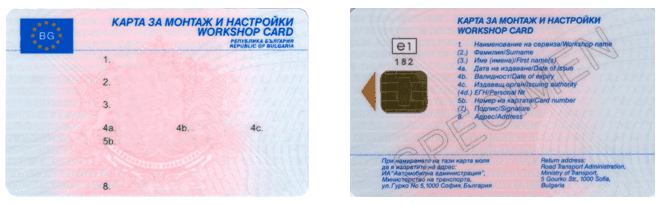 BG
КАРТА ЗА МОНТАЖ И НАСТРОЙКИ
WORKSHOP CARD
РЕПУБЛИКА БЪЛГАРИЯ
REPUBLIC OF BULGARIA
1.
2.
3.
4a. 4b. 4c.
5b.
8.
КАРТА ЗА МОНТАЖ И НАСТРОЙКИ
WORKSHOP CARD
e1
182
1. Наименование на сервиза/Workshop name
(2.) Фамилия/Surname
(3.) Име (имена)/First name(s)
4a. Дата на издаване/Date of issue
4b. Валидност/Date of expiry
4c. Издаващ орган/Issuing authority
(4d.) ЕГН/Personal №
5b. Номер на картата/Card number
(7.) Подпис/Signature
8. Адрес/Address
SPECIMEN
При намирането на тази карта моля
да я изпратите на адрес:
ИА "Автомобилна администрация",
Министерство на транспорта,
ул.Гурко № 5,1000 София, България
Return address:
Road Transport Administration,
Ministry of Transport,
5 Gourko Str., 1000 Sofia,
Bulgaria